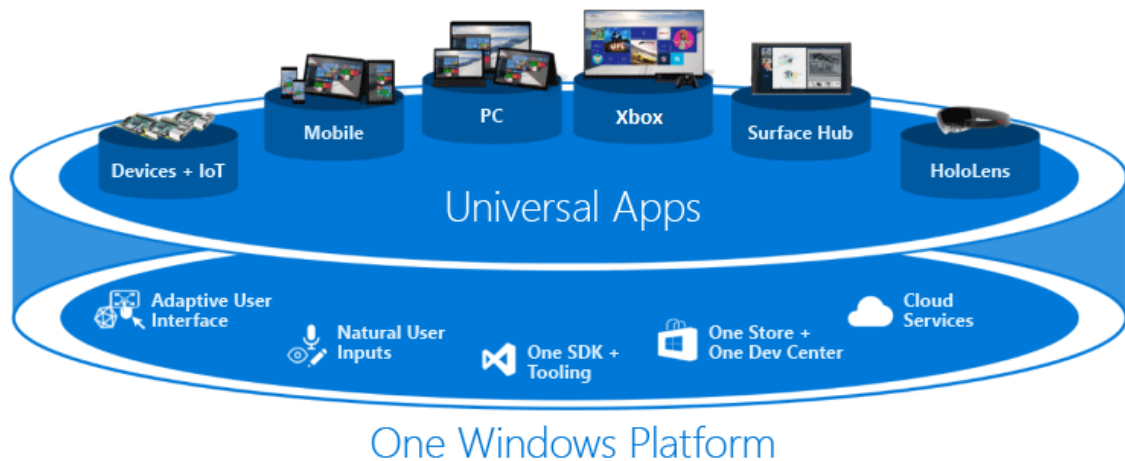 Devices + IoT
Mobile
PC
Xbox
Surface Hub
HoloLens
Universal Apps
Adaptive User
Interface
Natural User
Inputs
One SDK +
Tooling
One Store +
One Dev Center
Cloud
Services
One Windows Platform